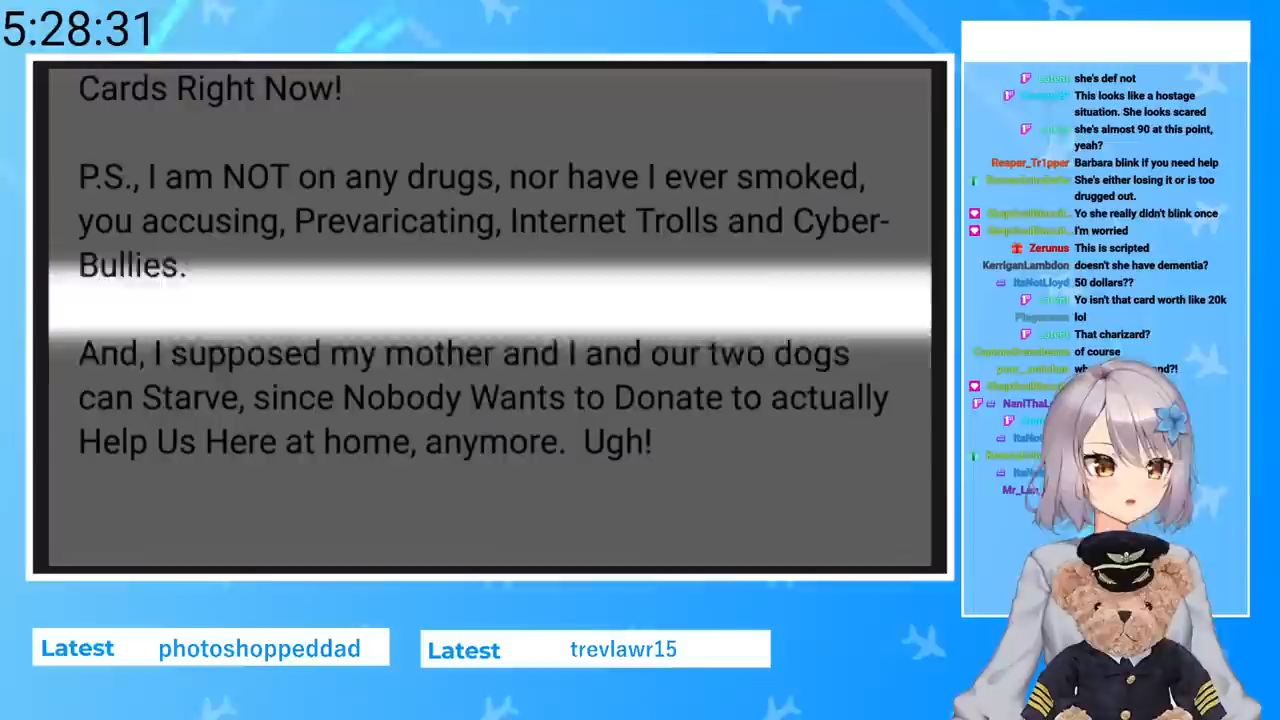 5:28:31
Cards Right Now!
P.S., I am NOT on any drugs, nor have I ever smoked,
you accusing, Prevaricating, Internet Trolls and Cyber-
Bullies.
And, I supposed my mother and I and our two dogs
can Starve, since Nobody Wants to Donate to actually
Help Us Here at home, anymore. Ugh!
she's def not
This looks like a hostage
situation. She looks scared
she's almost 90 at this point,
yeah?
Reaper_Tr1pper Barbara blink if you need help
She's either losing it or is too
drugged out.
Yo she really didn't blink once
I'm worried
Zerunus This is scripted
KerriganLambdon doesn't she have dementia?
ItsNotLloyd 50 dollars??
Yo isn't that card worth like 20k
lol
That charizard?
of course
Latest photoshoppeddad
Latest trevlawr15